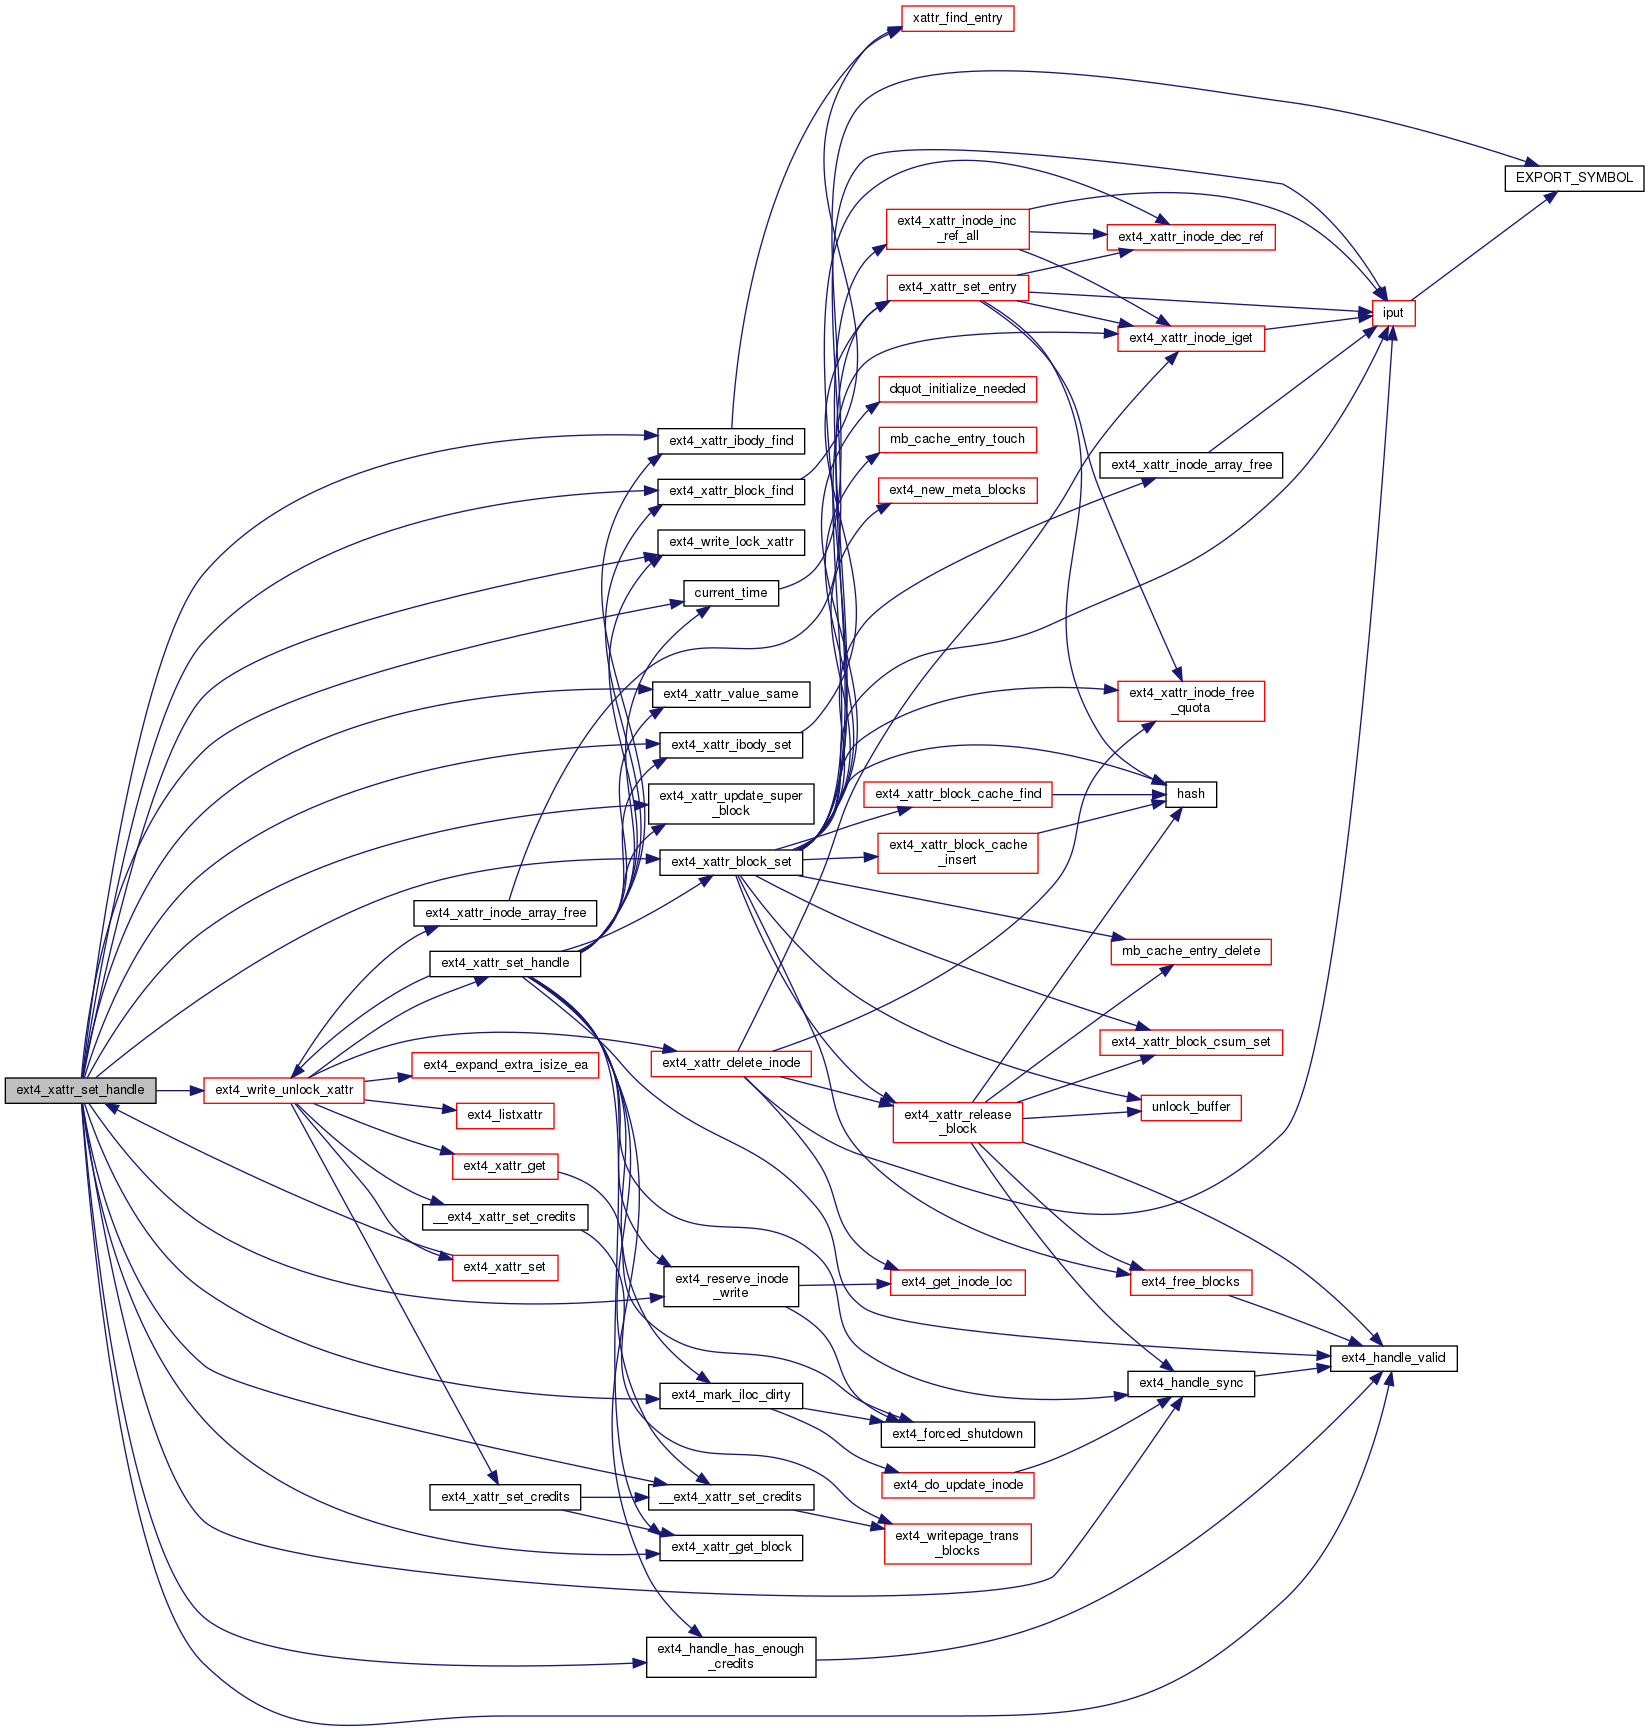 xattr_find_entry
EXPORT_SYMBOL
ext4_xattr_inode_inc
_ref_all
ext4_xattr_inode_dec_ref
ext4_xattr_set_entry
iput
ext4_xattr_inode_iget
dquot_initialize_needed
ext4_xattr_ibody_find
mb_cache_entry_touch
ext4_xattr_inode_array_free
ext4_xattr_block_find
ext4_new_meta_blocks
ext4_write_lock_xattr
current_time
ext4_xattr_value_same
ext4_xattr_inode_free
_quota
ext4_xattr_ibody_set
ext4_xattr_update_super
_block
ext4_xattr_block_cache_find
hash
ext4_xattr_block_cache
_insert
ext4_xattr_block_set
ext4_xattr_inode_array_free
mb_cache_entry_delete
ext4_xattr_set_handle
ext4_xattr_block_csum_set
ext4_expand_extra_isize_ea
ext4_xattr_delete_inode
ext4_xattr_set_handle
ext4_write_unlock_xattr
ext4_listxattr
ext4_xattr_release
_block
unlock_buffer
ext4_xattr_get
__ext4_xattr_set_credits
ext4_xattr_set
ext4_reserve_inode
_write
ext4_get_inode_loc
ext4_free_blocks
ext4_handle_valid
ext4_handle_sync
ext4_mark_iloc_dirty
ext4_forced_shutdown
ext4_do_update_inode
ext4_xattr_set_credits
__ext4_xattr_set_credits
ext4_writepage_trans
_blocks
ext4_xattr_get_block
ext4_handle_has_enough
_credits